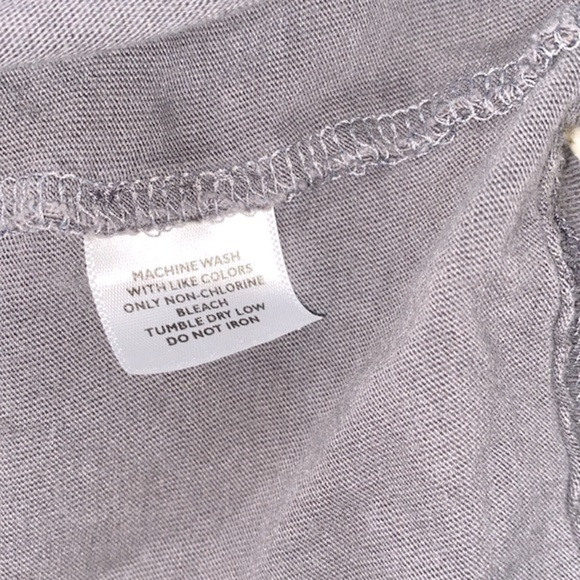 MACHINE WASH
WITH LIKE COLORS
ONLY NON-CHLORINE
BLEACH
TUMBLE DRY LOW
DO NOT IRON